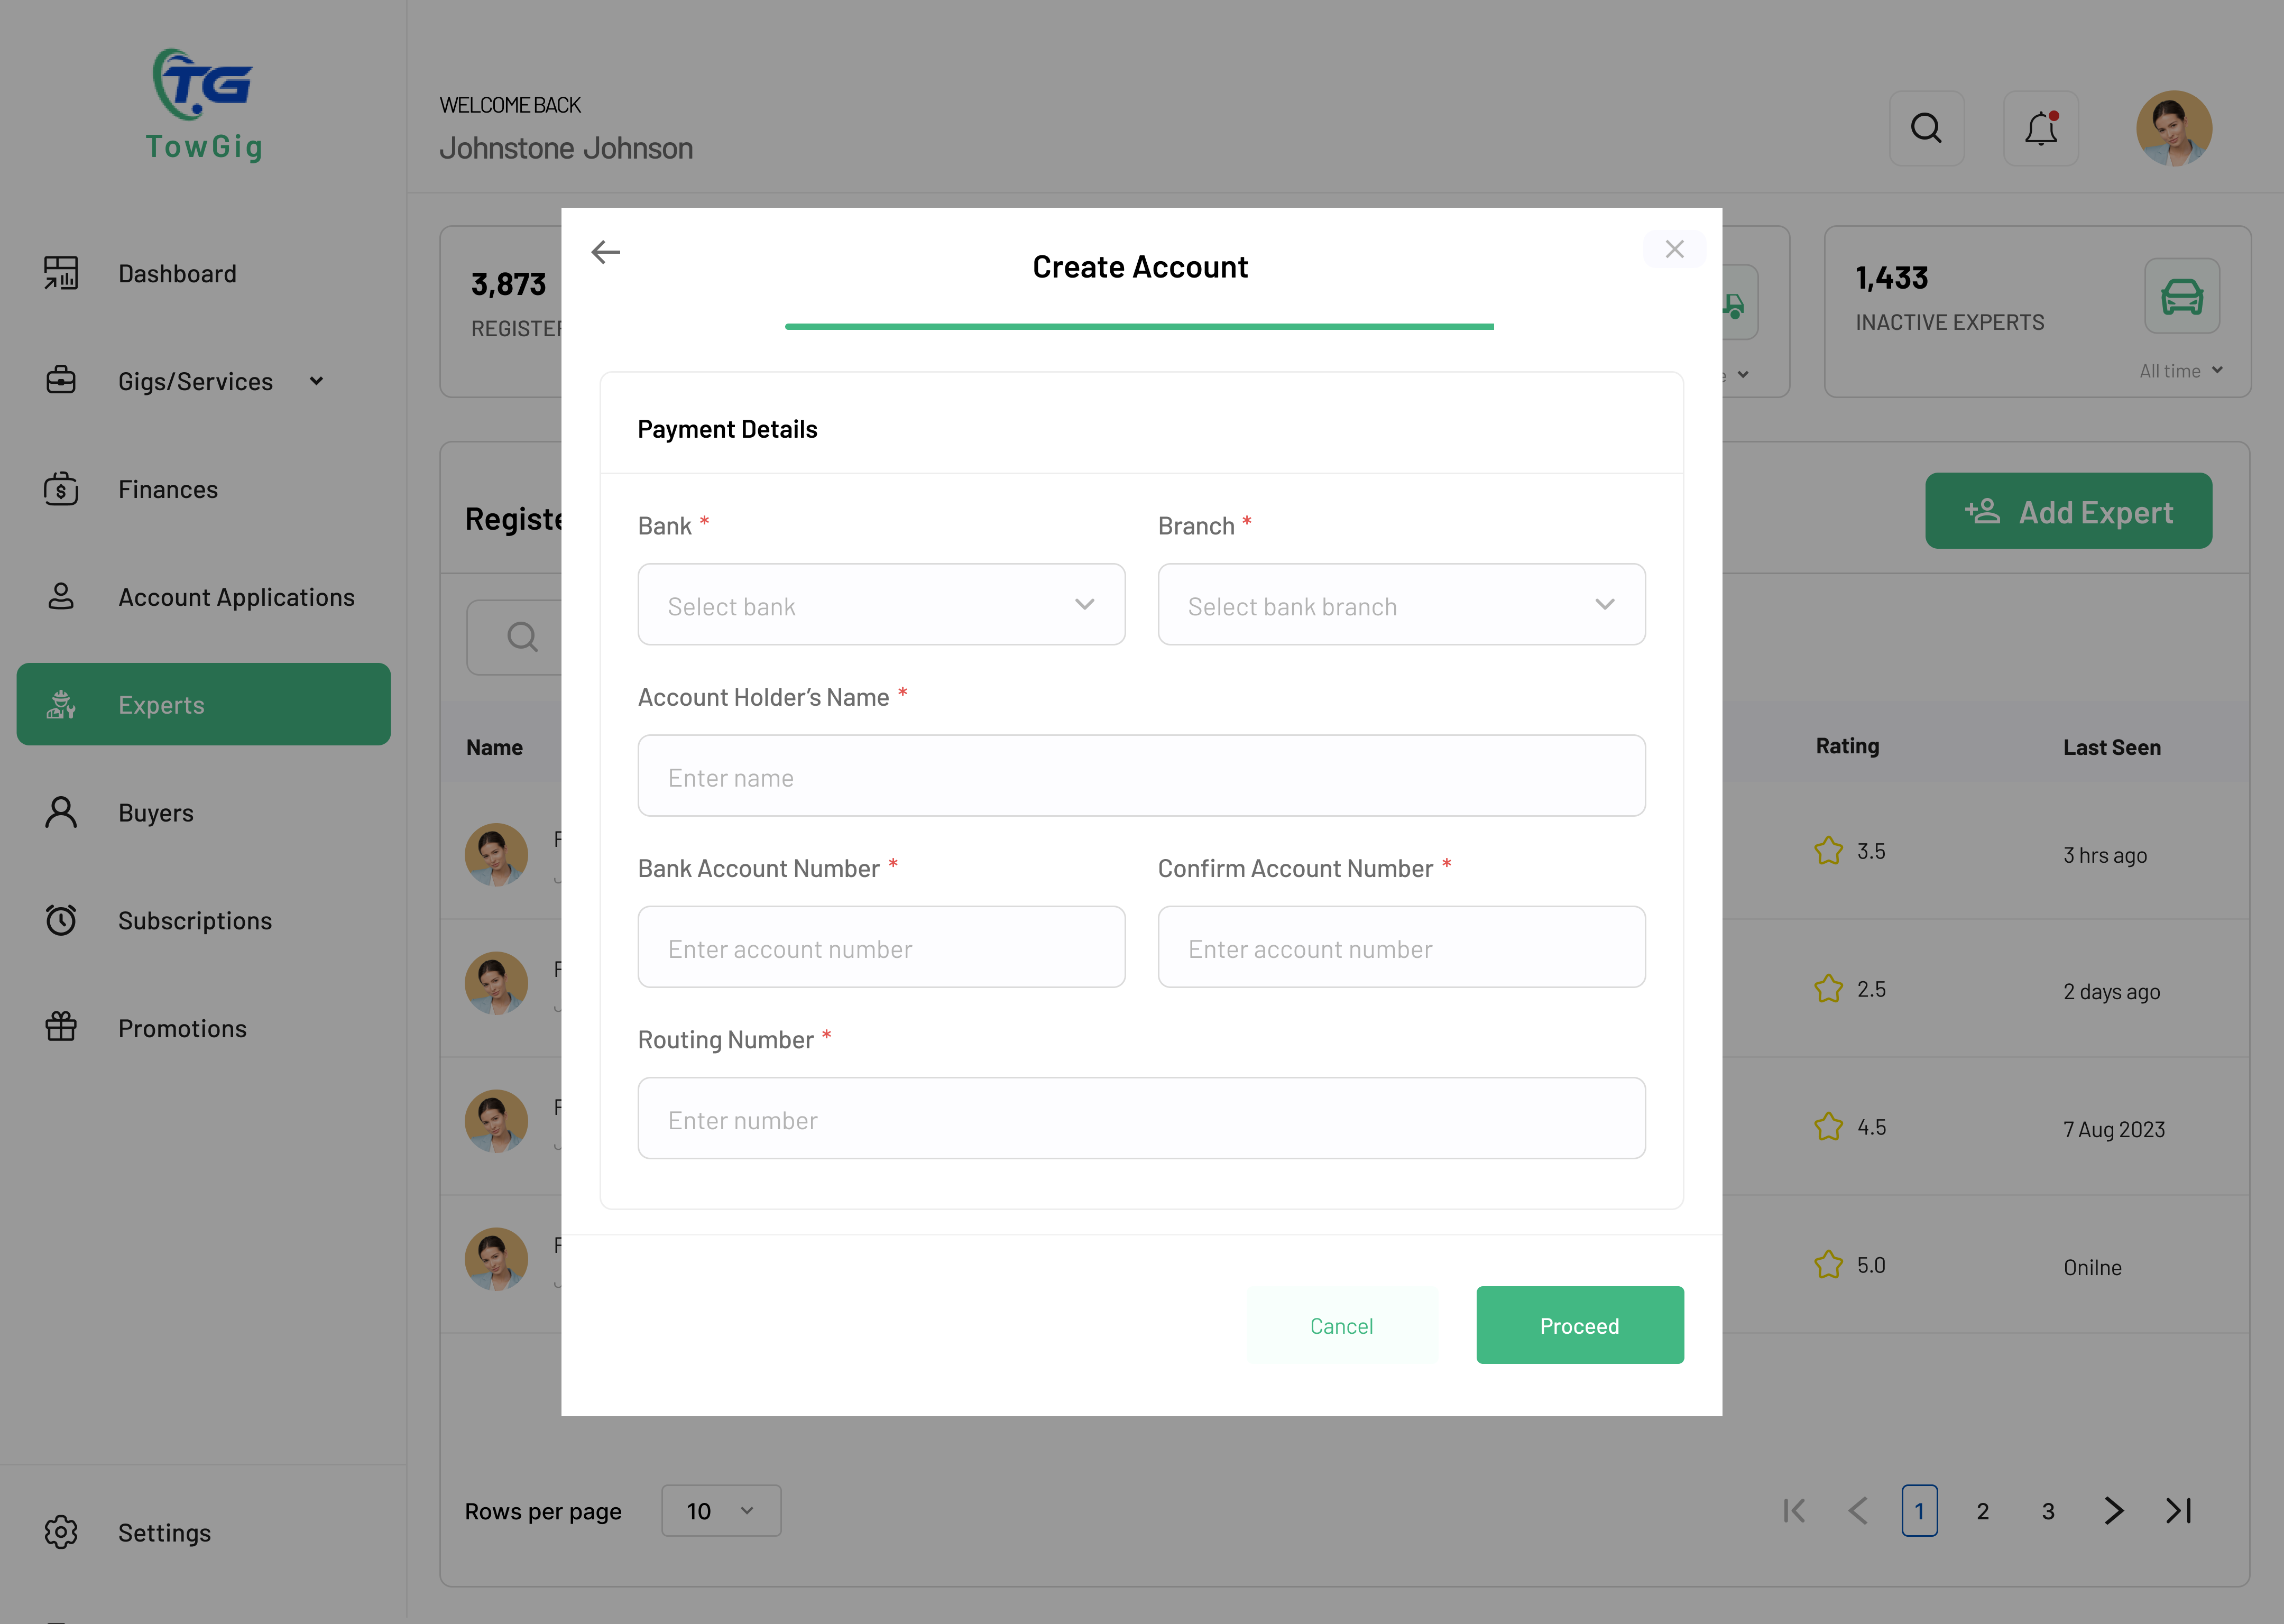 TG
TowGig
Dashboard
Gigs/Services
Finances
Account Applications
Experts
Buyers
Subscriptions
Promotions
Settings
WELCOME BACK
Johnstone Johnson
3,873
1,433
INACTIVE EXPERTS
All time
Add Expert
Name
Rating
Last Seen
3.5
3 hrs ago
2.5
2 days ago
4.5
7 Aug 2023
5.0
Onilne
Rows per page
10
1
2
3
Create Account
Payment Details
Bank *
Branch *
Select bank
Select bank branch
Account Holder’s Name *
Enter name
Bank Account Number *
Confirm Account Number *
Enter account number
Enter account number
Routing Number *
Enter number
Cancel
Proceed